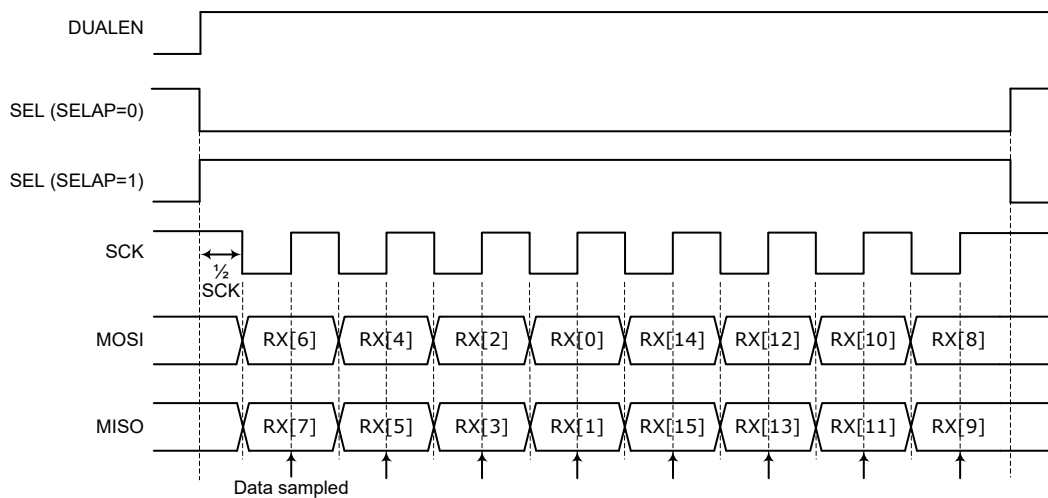 DUALEN
SEL (SELAP=0)
SEL (SELAP=1)
SCK
½
SCK
MOSI RX[6] RX[4] RX[2] RX[0] RX[14] RX[12] RX[10] RX[8]
MISO RX[7] RX[5] RX[3] RX[1] RX[15] RX[13] RX[11] RX[9]
Data sampled